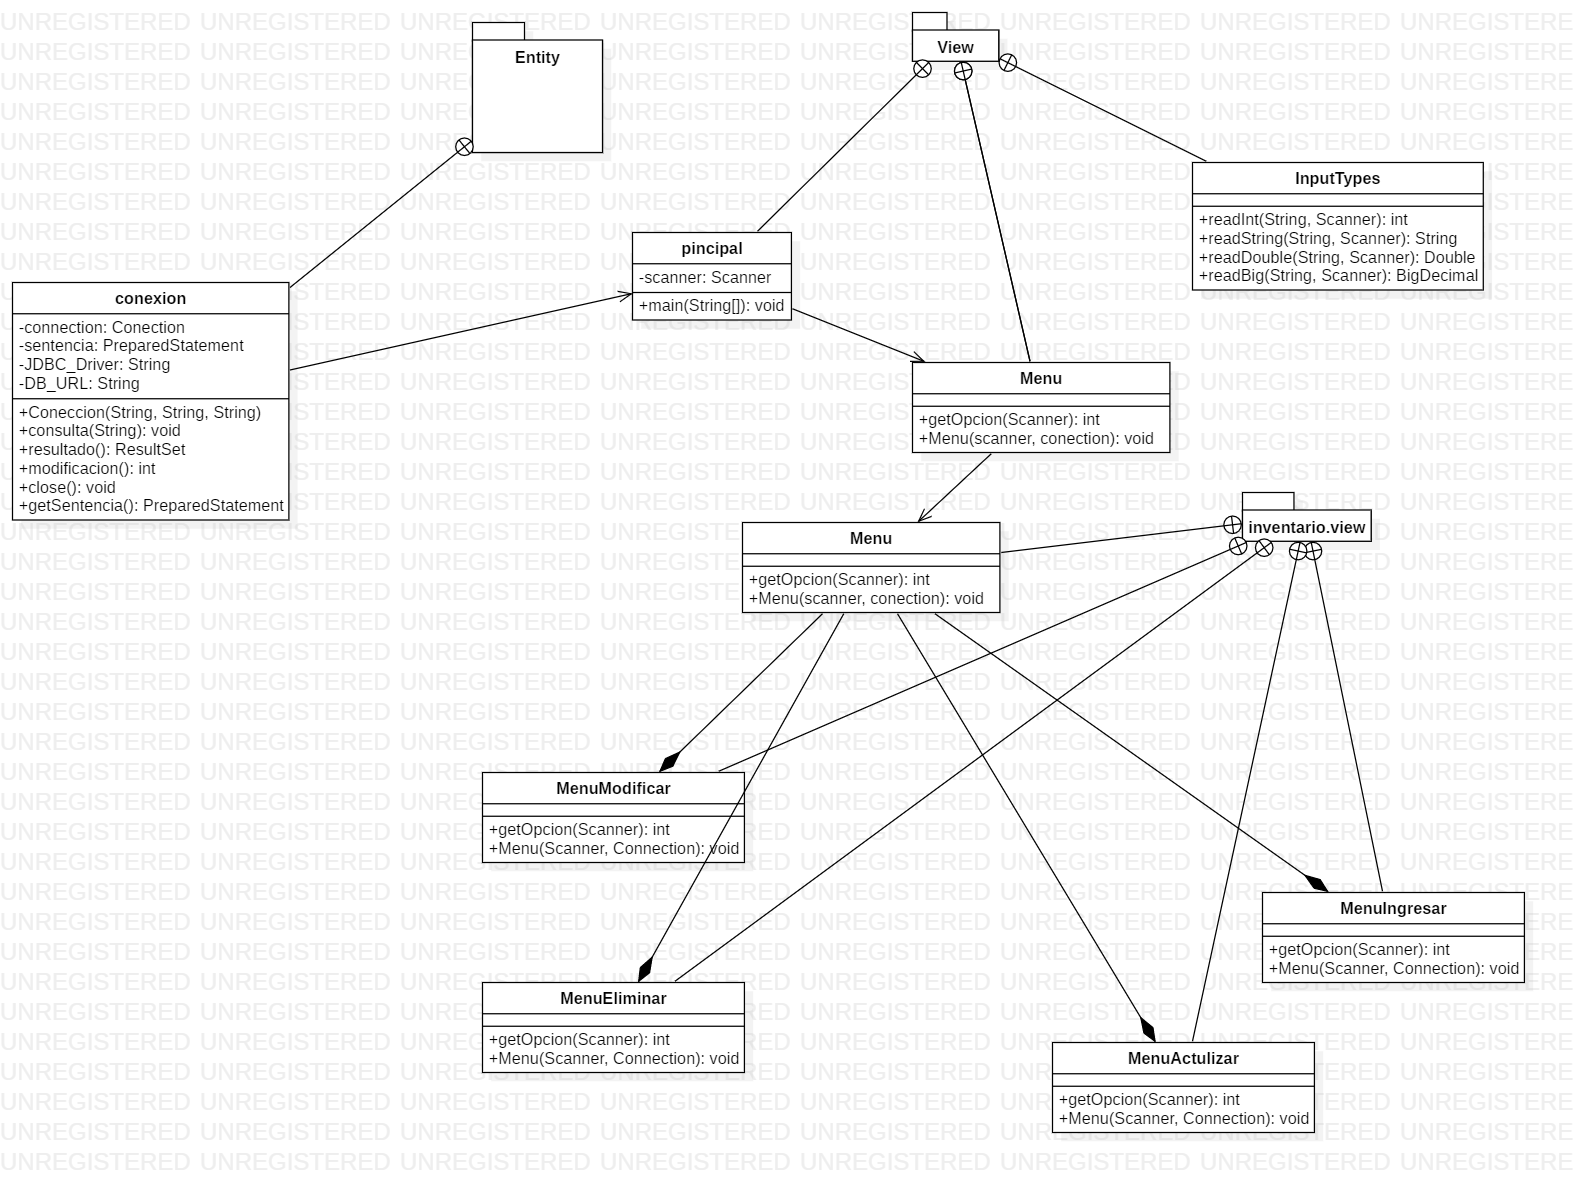 Entity
View
InputTypes
+readInt(String, Scanner): int
+readString(String, Scanner): String
+readDouble(String, Scanner): Double
+readBig(String, Scanner): BigDecimal
pincipal
-scanner: Scanner
+main(String[]): void
conexion
-connection: Conection
-sentencia: PreparedStatement
-JDBC_Driver: String
-DB_URL: String
+Coneccion(String, String, String)
+consulta(String): void
+resultado(): ResultSet
+modificacion(): int
+close(): void
+getSentencia(): PreparedStatement
Menu
+getOpcion(Scanner): int
+Menu(scanner, conection): void
inventario.view
Menu
+getOpcion(Scanner): int
+Menu(scanner, conection): void
MenuModificar
+getOpcion(Scanner): int
+Menu(Scanner, Connection): void
MenuIngresar
+getOpcion(Scanner): int
+Menu(Scanner, Connection): void
MenuEliminar
+getOpcion(Scanner): int
+Menu(Scanner, Connection): void
MenuActulizar
+getOpcion(Scanner): int
+Menu(Scanner, Connection): void
UNREGISTERED